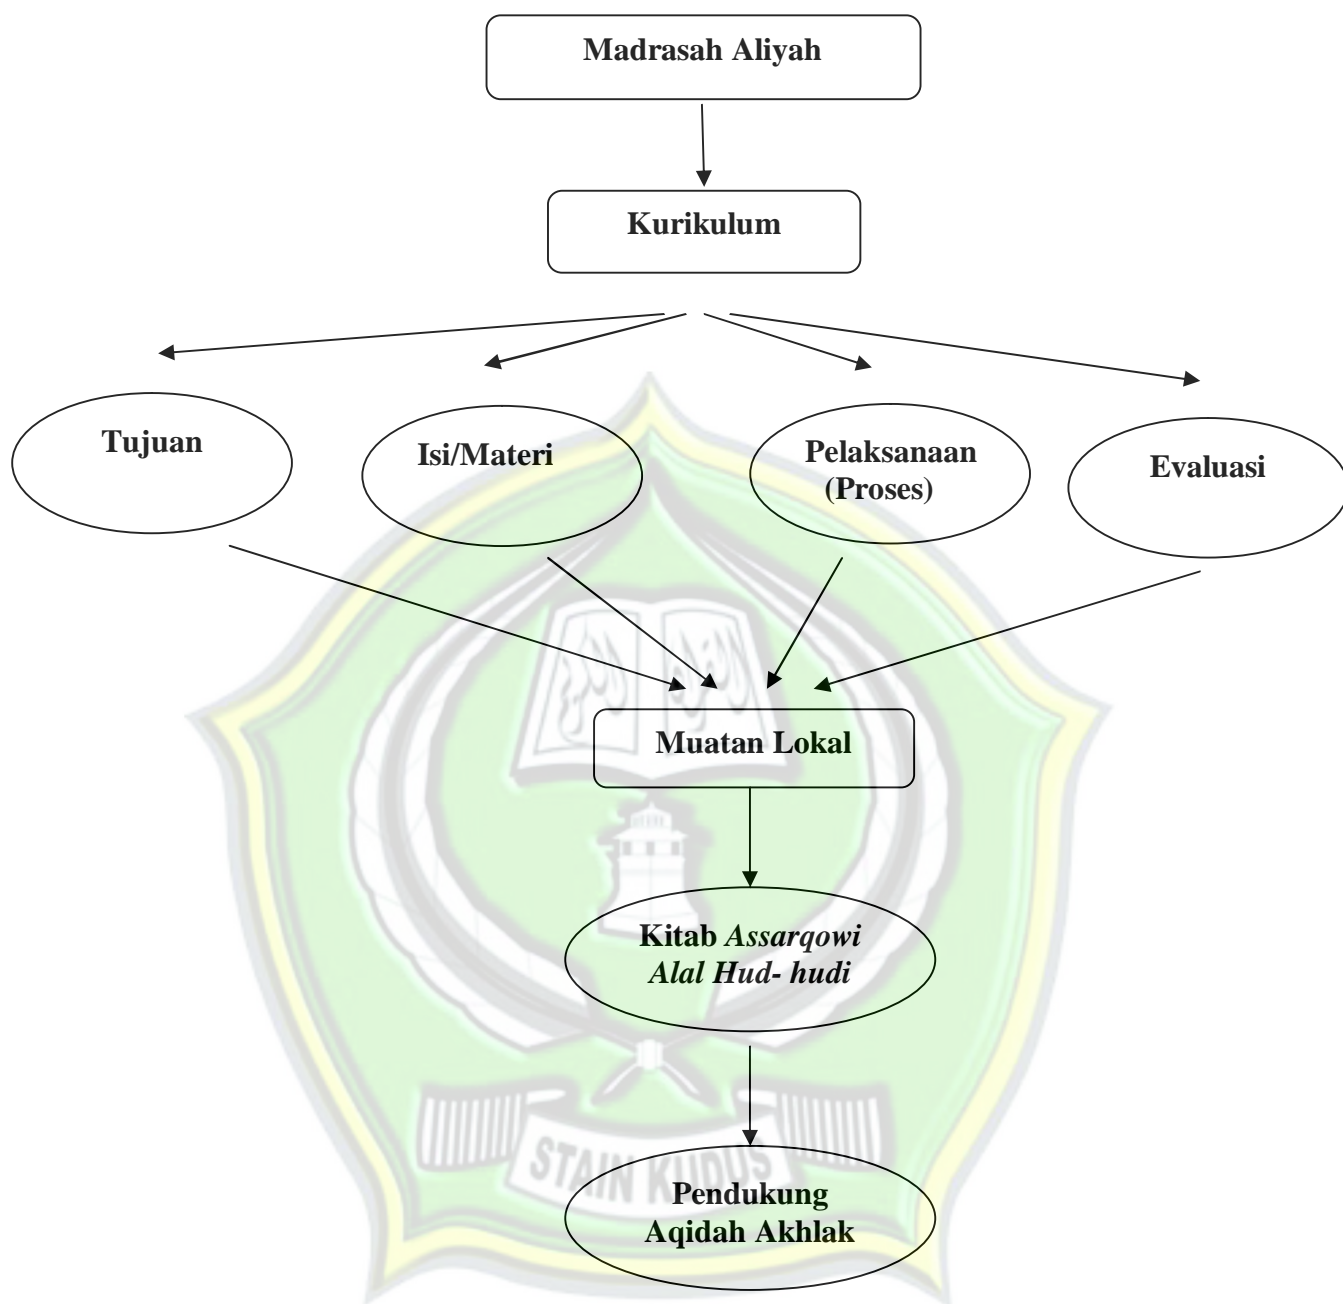 Madrasah Aliyah
Kurikulum
Tujuan
Isi/Materi
Pelaksanaan
(Proses)
Evaluasi
Muatan Lokal
Kitab Assarqowi
Alal Hud- hudi
STAIN KUDUS
Pendukung
Aqidah Akhlak